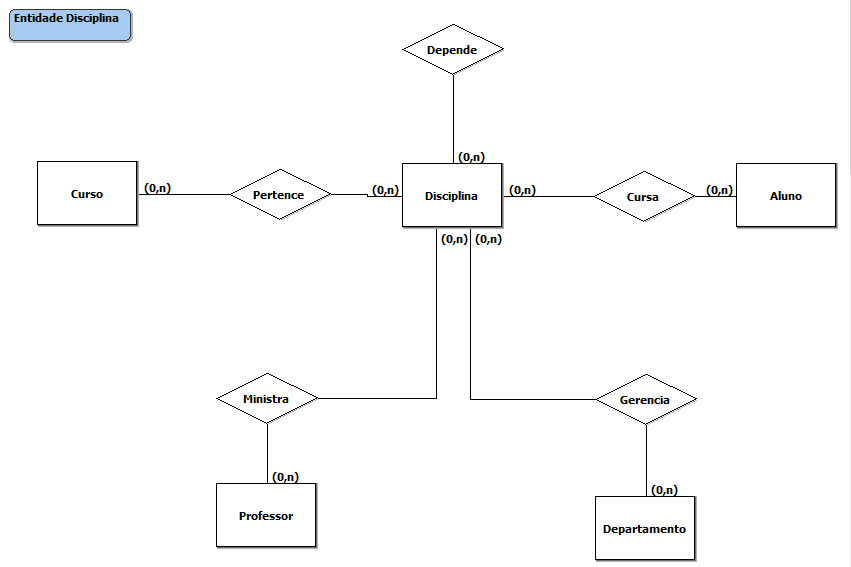 Entidade Disciplina
Depende
(0,n)
Curso
(0,n)
Pertence
(0,n)
Disciplina
(0,n)
Cursa
(0,n)
Aluno
(0,n)
(0,n)
Ministra
Gerencia
(0,n)
Professor
(0,n)
Departamento